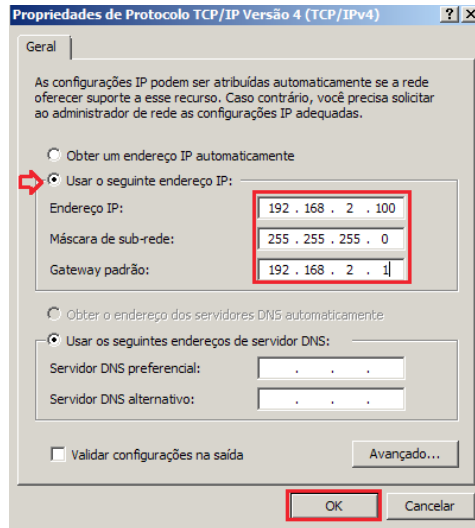 Propriedades de Protocolo TCP/IP Versão 4 (TCP/IPv4)
Geral
As configurações IP podem ser atribuídas automaticamente se a rede
oferecer suporte a esse recurso. Caso contrário, você precisa solicitar
ao administrador de rede as configurações IP adequadas.
Obter um endereço IP automaticamente
Usar o seguinte endereço IP:
Endereço IP: 192 . 168 . 2 . 100
Máscara de sub-rede: 255 . 255 . 255 . 0
Gateway padrão: 192 . 168 . 2 . 1
Obter o endereço dos servidores DNS automaticamente
Usar os seguintes endereços de servidor DNS:
Servidor DNS preferencial: . . .
Servidor DNS alternativo: . . .
Validar configurações na saída
Avançado...
OK Cancelar